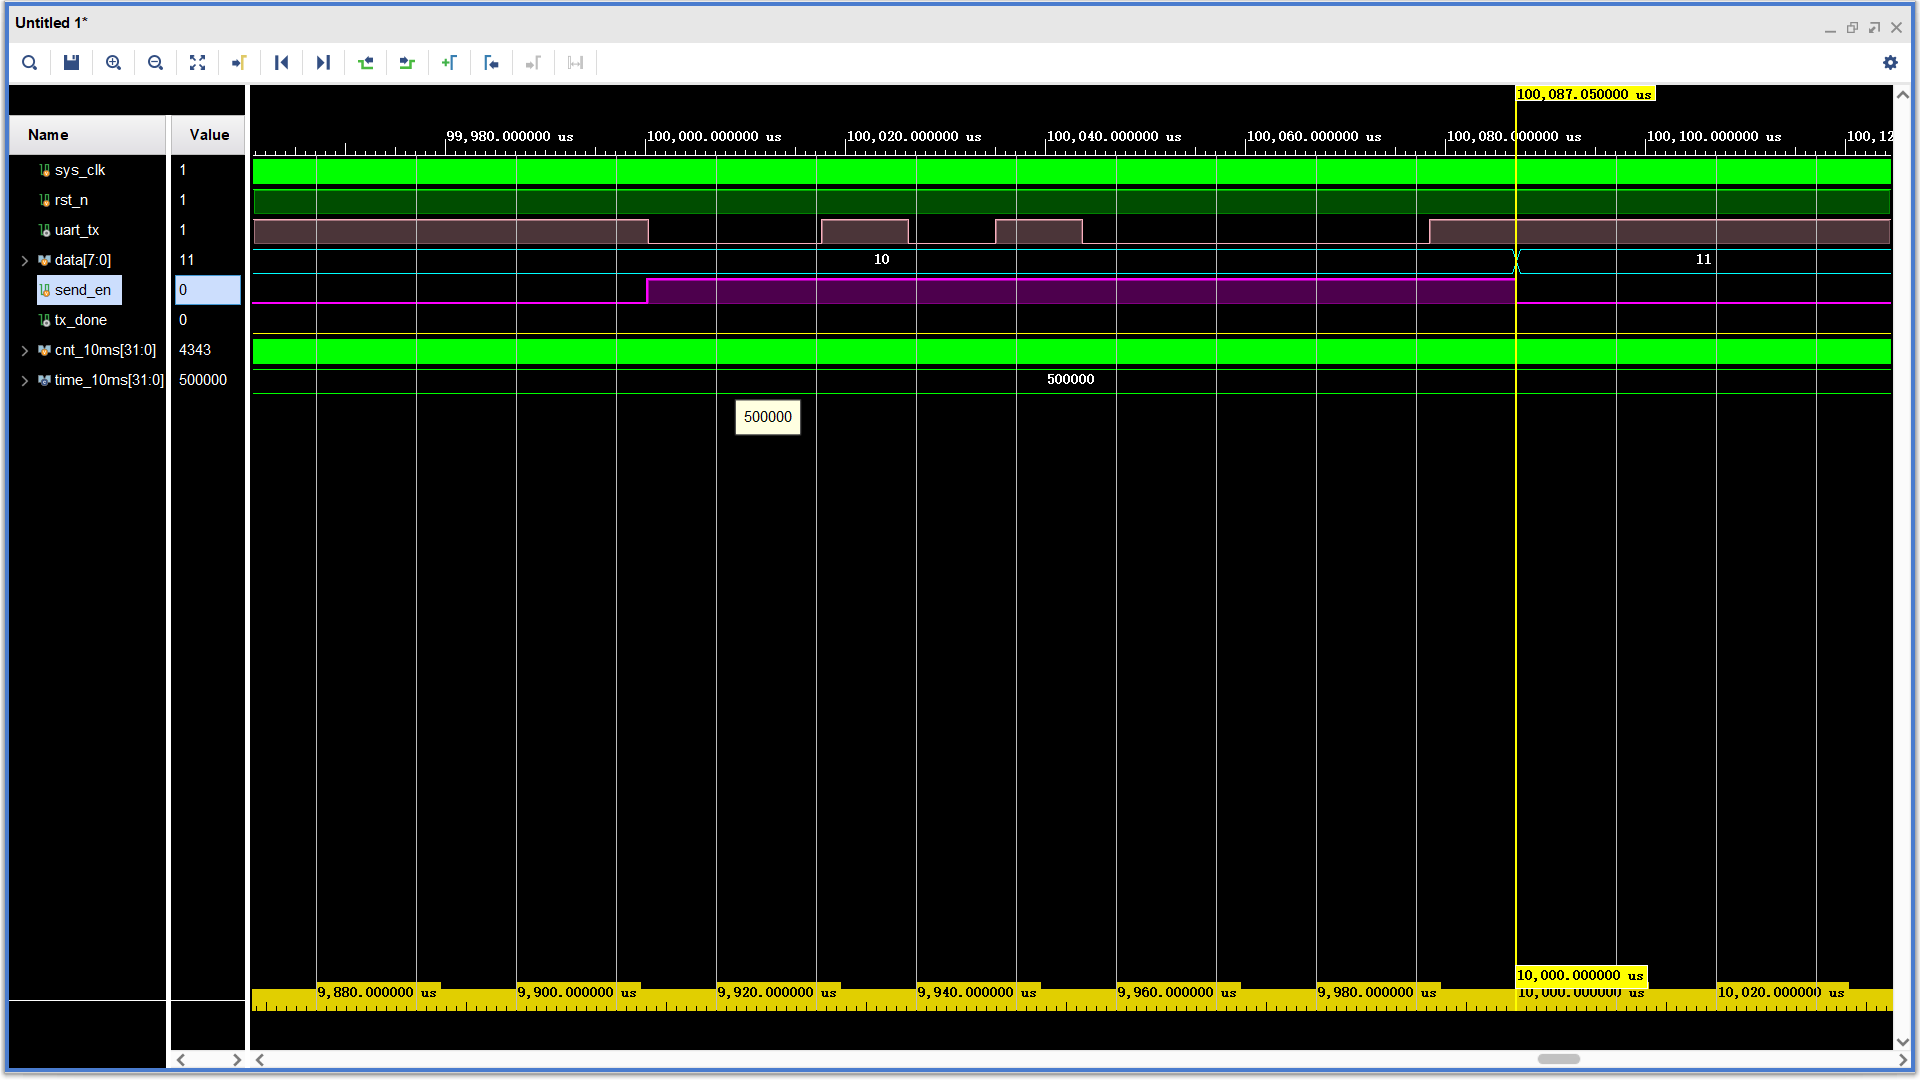 Untitled 1*
100,087.050000 us
Name
Value
99,980.000000 us
100,000.000000 us
100,020.000000 us
100,040.000000 us
100,060.000000 us
100,080.000000 us
100,100.000000 us
100,12
sys_clk
1
rst_n
1
uart_tx
1
data[7:0]
11
10
11
send_en
0
tx_done
0
cnt_10ms[31:0]
4343
time_10ms[31:0]
500000
500000
500000
10,000.000000 us
9,880.000000 us
9,900.000000 us
9,920.000000 us
9,940.000000 us
9,960.000000 us
9,980.000000 us
10,000.000000 us
10,020.000000 us